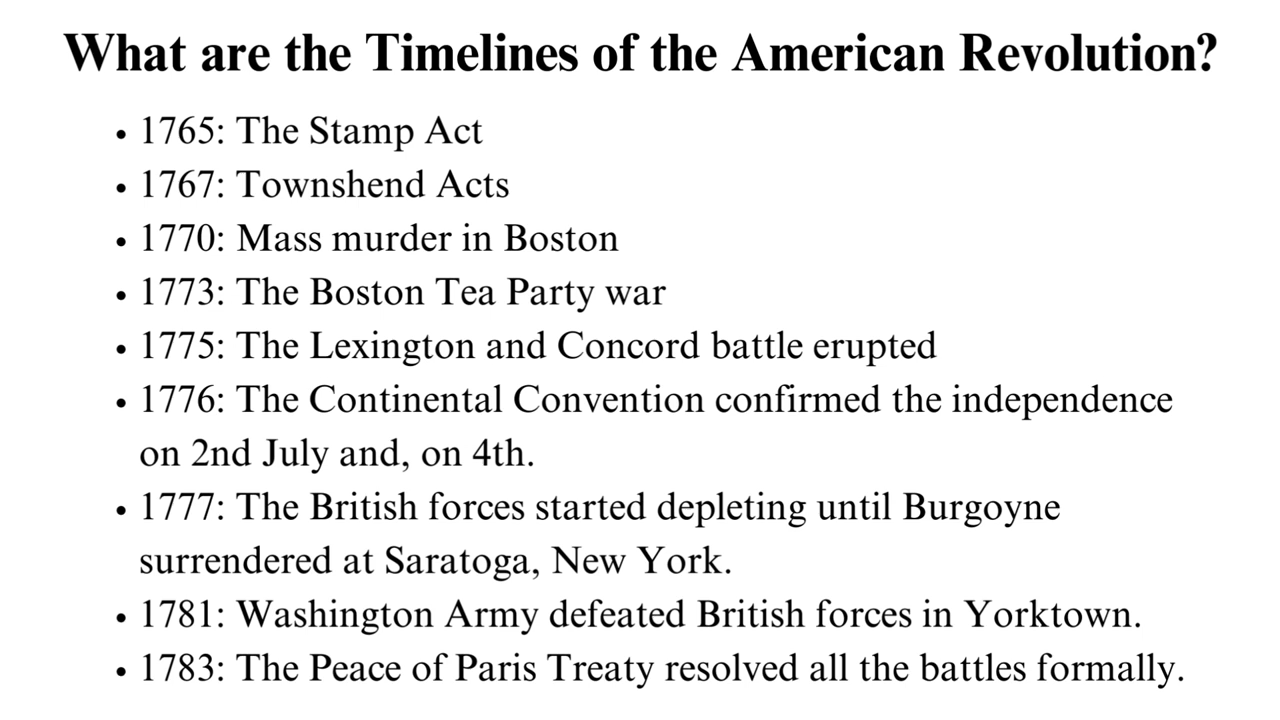 What are the Timelines of the American Revolution?
• 1765: The Stamp Act
• 1767: Townshend Acts
• 1770: Mass murder in Boston
• 1773: The Boston Tea Party war
• 1775: The Lexington and Concord battle erupted
• 1776: The Continental Convention confirmed the independence
on 2nd July and, on 4th.
• 1777: The British forces started depleting until Burgoyne
surrendered at Saratoga, New York.
• 1781: Washington Army defeated British forces in Yorktown.
• 1783: The Peace of Paris Treaty resolved all the battles formally.